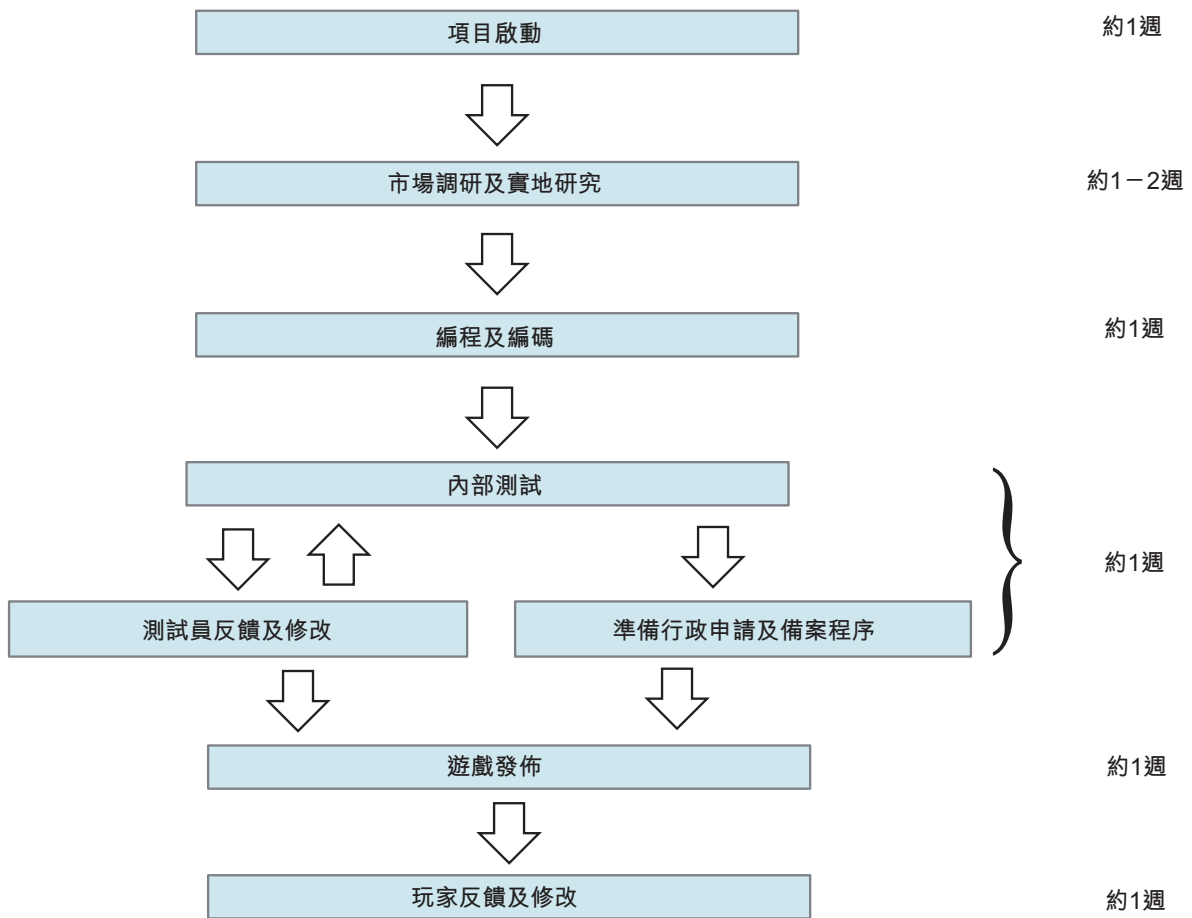 項目啟動
約1週
市場調研及實地研究
約1－2週
編程及編碼
約1週
內部測試
約1週
測試員反饋及修改
準備行政申請及備案程序
遊戲發佈
約1週
玩家反饋及修改
約1週